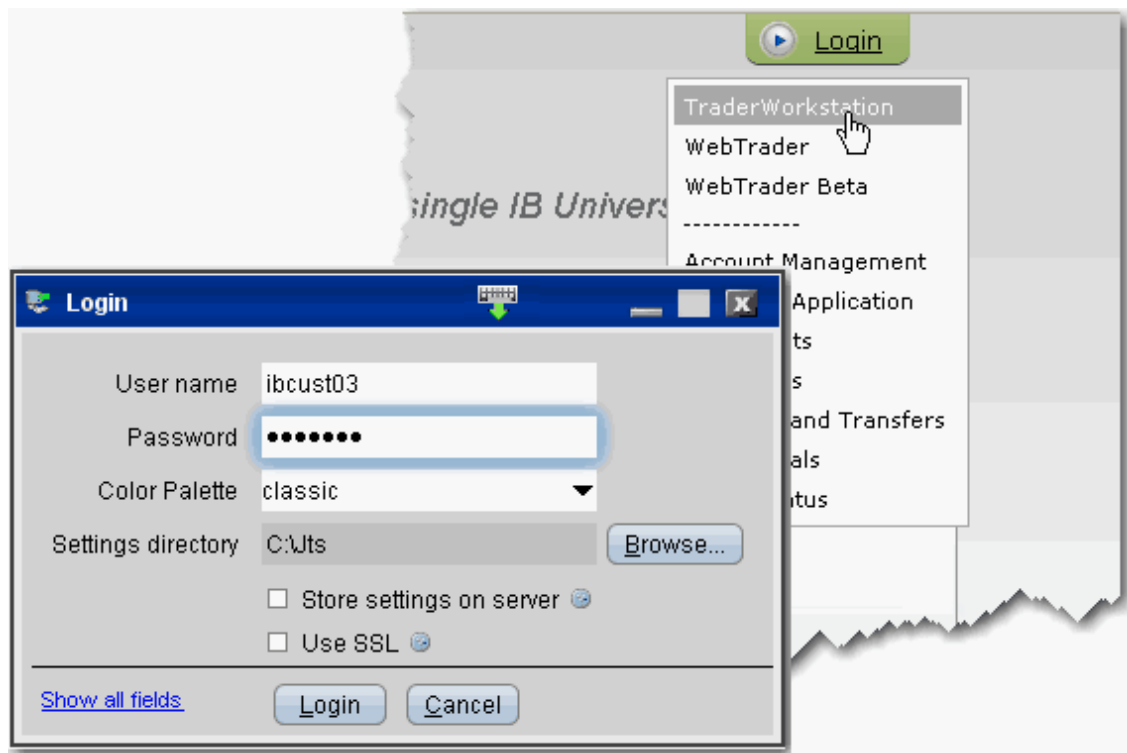 Login
TraderWorkstation
WebTrader
WebTrader Beta
single IB Univers
------------
Account Management
Application
ts
s
and Transfers
als
tus
Login
User name ibcust03
Password •••••••
Color Palette classic
Settings directory C:\Jts Browse...
Store settings on server
Use SSL
Show all fields Login Cancel